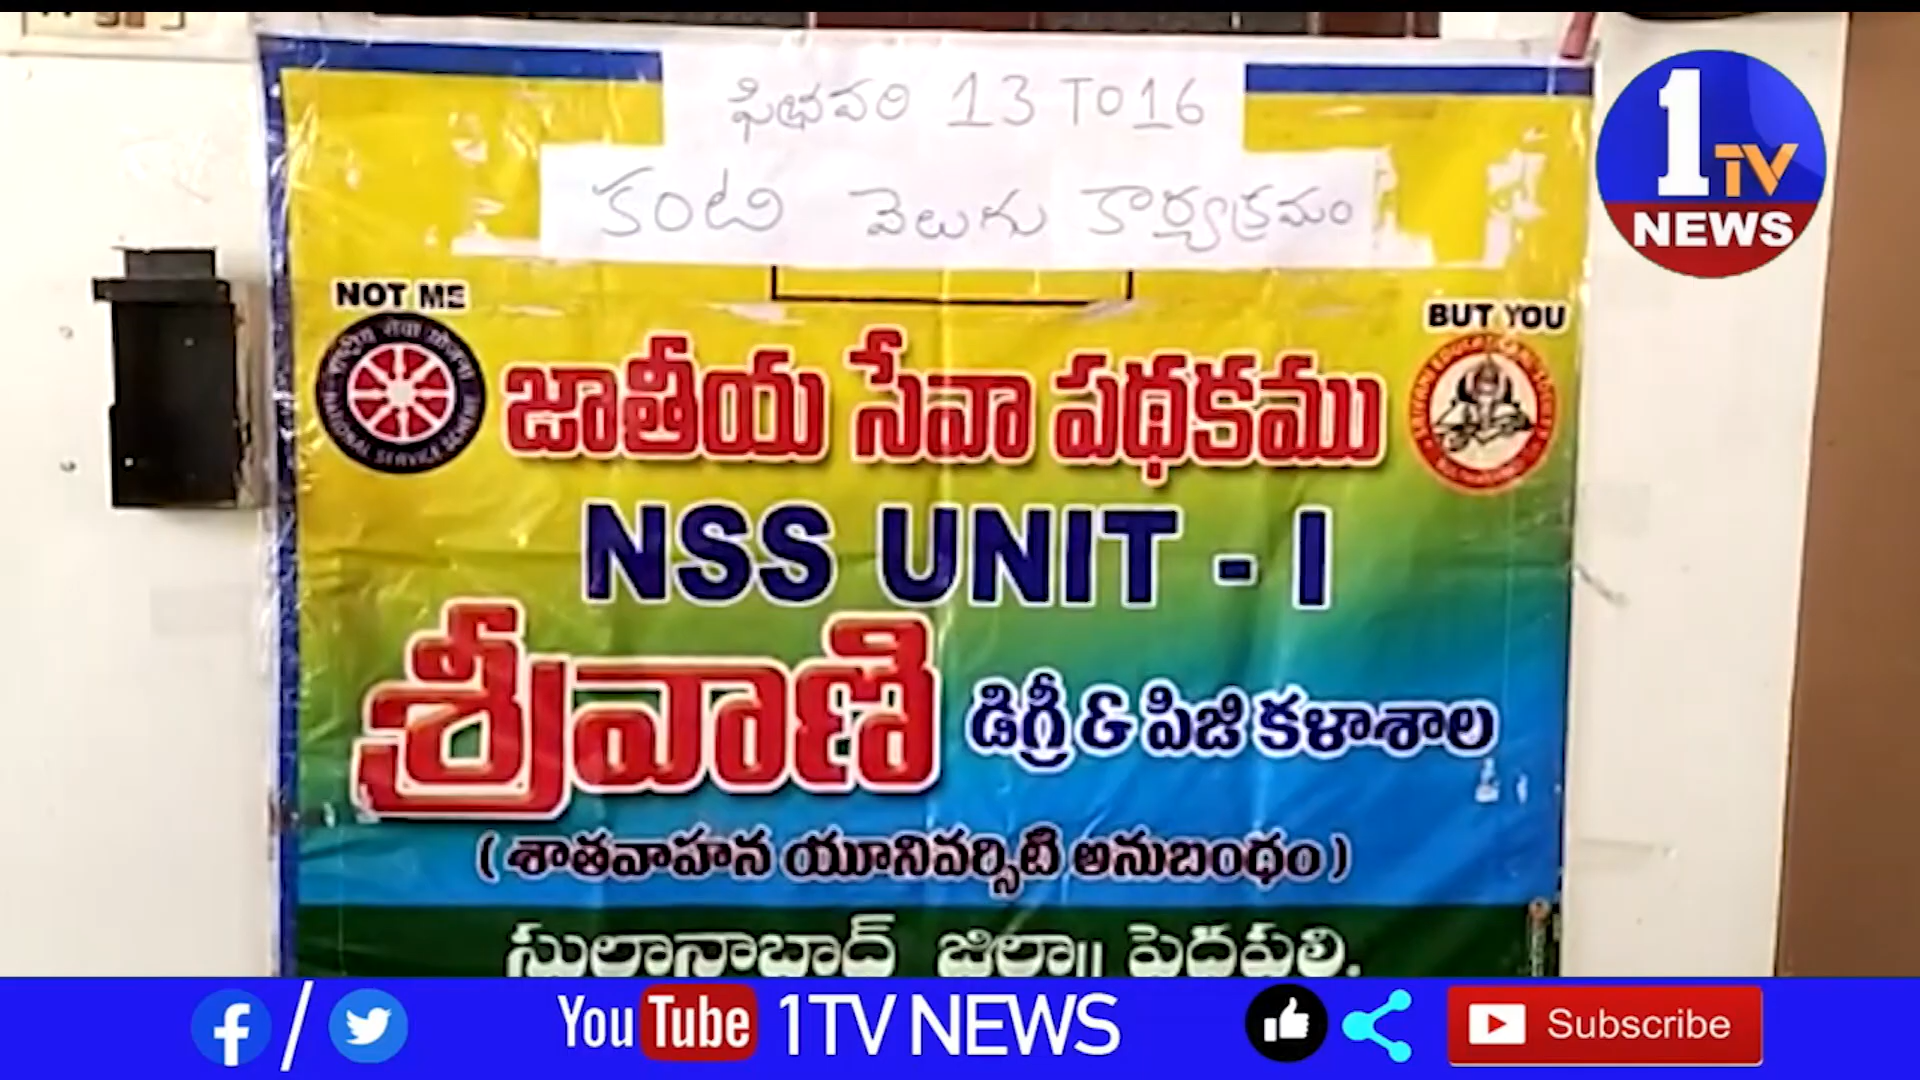 ఫిబ్రవరి 13 TO 16
కంటి వెలుగు కార్యక్రమం
1TV NEWS
NOT ME
BUT YOU
జాతీయ సేవా పథకము
NSS UNIT - I
శ్రీవాణి డిగ్రీ & పిజి కళాశాల
(శాతవాహన యూనివర్సిటీ అనుబంధం)
సుల్తానాబాద్ జిల్లా|| పెద్దపల్లి.
YouTube 1TV NEWS
Subscribe